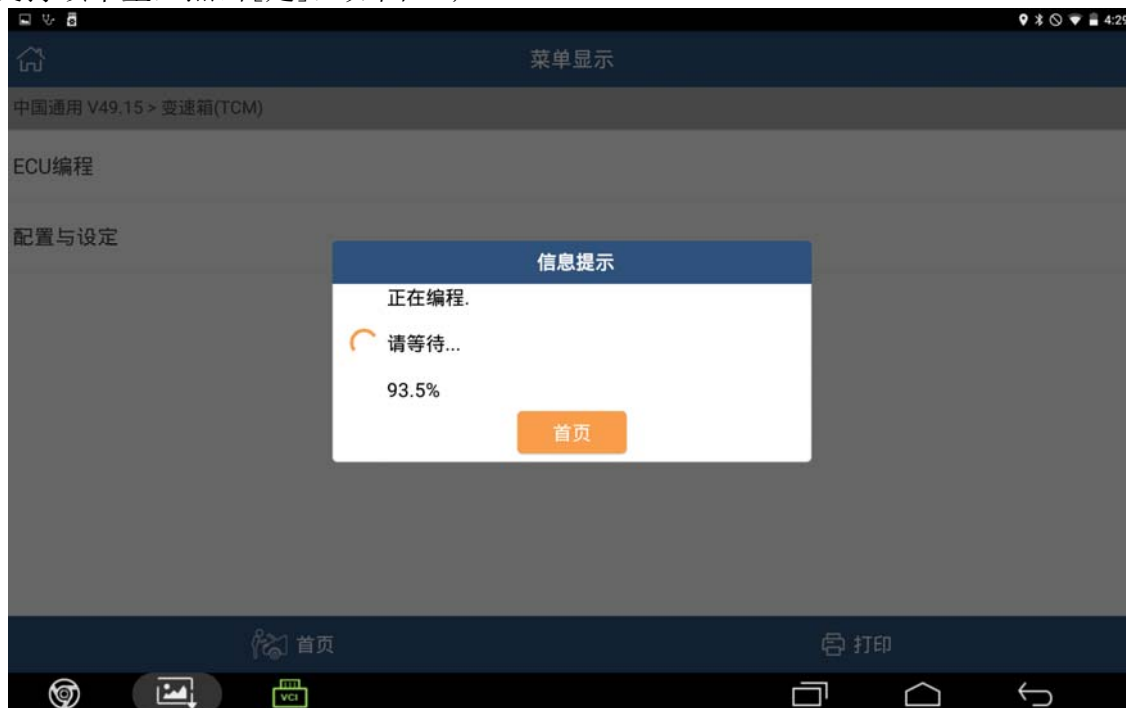 4:29
菜单显示
中国通用 V49.15 > 变速箱(TCM)
ECU编程
配置与设定
信息提示
正在编程.
请等待...
93.5%
首页
首页
打印
VCI